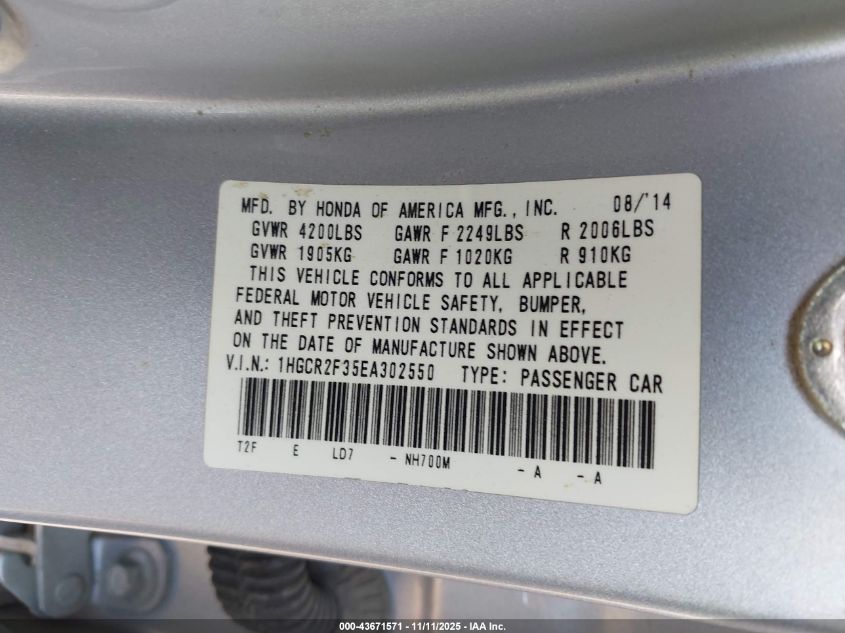 MFD. BY HONDA OF AMERICA MFG., INC. 08/'14
GVWR 4200LBS GAWR F 2249LBS R 2006LBS
GVWR 1905KG GAWR F 1020KG R 910KG
THIS VEHICLE CONFORMS TO ALL APPLICABLE
FEDERAL MOTOR VEHICLE SAFETY, BUMPER,
AND THEFT PREVENTION STANDARDS IN EFFECT
ON THE DATE OF MANUFACTURE SHOWN ABOVE.
V.I.N.: 1HGCR2F35EA302550 TYPE: PASSENGER CAR
T2F E LD7 - NH700M - A - A
000-43671571 - 11/11/2025 - IAA Inc.